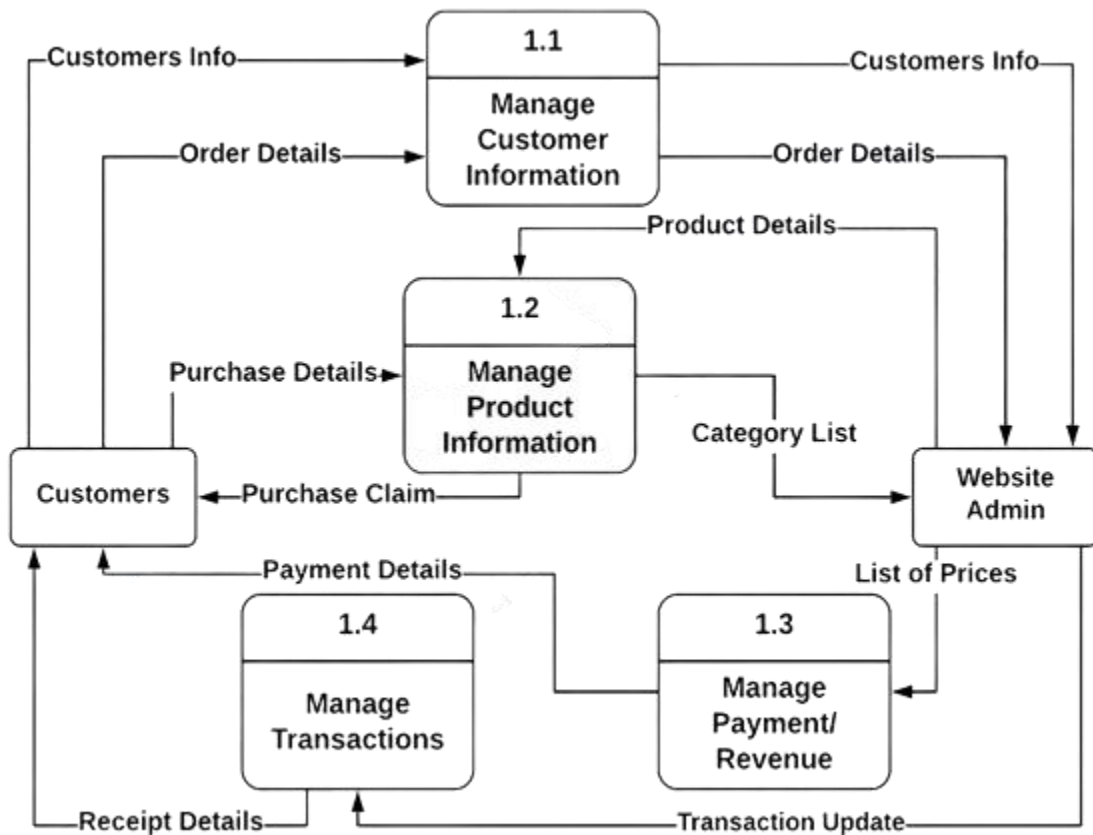 1.1
Customers Info
Customers Info
Manage
Customer
Information
Order Details
Order Details
Product Details
1.2
Purchase Details
Manage
Product
Information
Category List
Customers
Purchase Claim
Website
Admin
Payment Details
List of Prices
1.4
1.3
Manage
Transactions
Manage
Payment/
Revenue
Receipt Details
Transaction Update